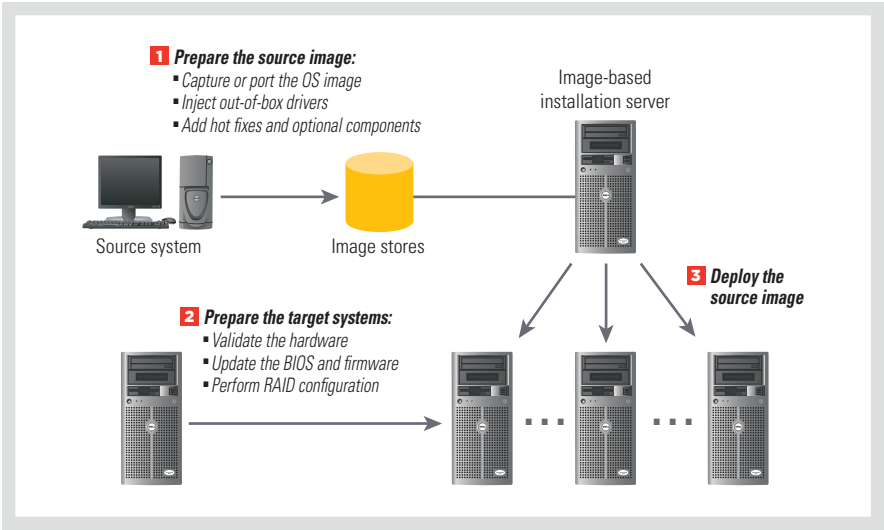 1 Prepare the source image:
▪ Capture or port the OS image
▪ Inject out-of-box drivers
▪ Add hot fixes and optional components
Image-based
installation server
Source system
Image stores
3 Deploy the
source image
2 Prepare the target systems:
▪ Validate the hardware
▪ Update the BIOS and firmware
▪ Perform RAID configuration